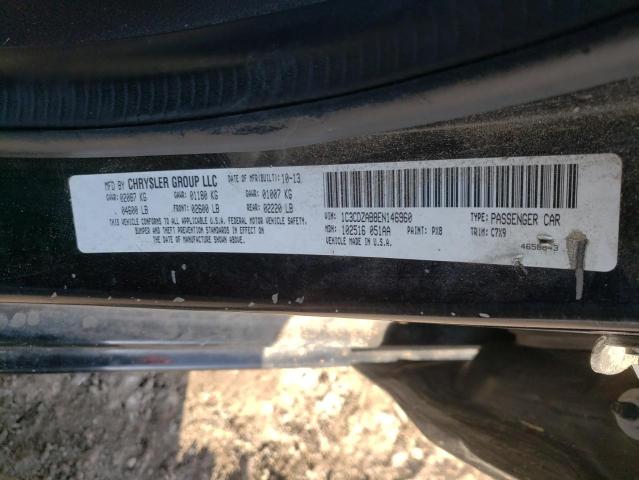 MFD BY CHRYSLER GROUP LLC DATE OF MFR(BUILT): 10-13
GVWR: 02087 KG GAWR 01180 KG GAWR 01007 KG
04600 LB FRONT: 02600 LB REAR: 02220 LB
THIS VEHICLE CONFORMS TO ALL APPLICABLE U.S.A. FEDERAL MOTOR VEHICLE SAFETY,
BUMPER AND THEFT PREVENTION STANDARDS IN EFFECT ON
THE DATE OF MANUFACTURE SHOWN ABOVE.
VIN: 1C3CDZAB8EN146960 TYPE: PASSENGER CAR
MDH: 102516 051AA PAINT: PX8 TRIM: C7X9
VEHICLE MADE IN U.S.A.